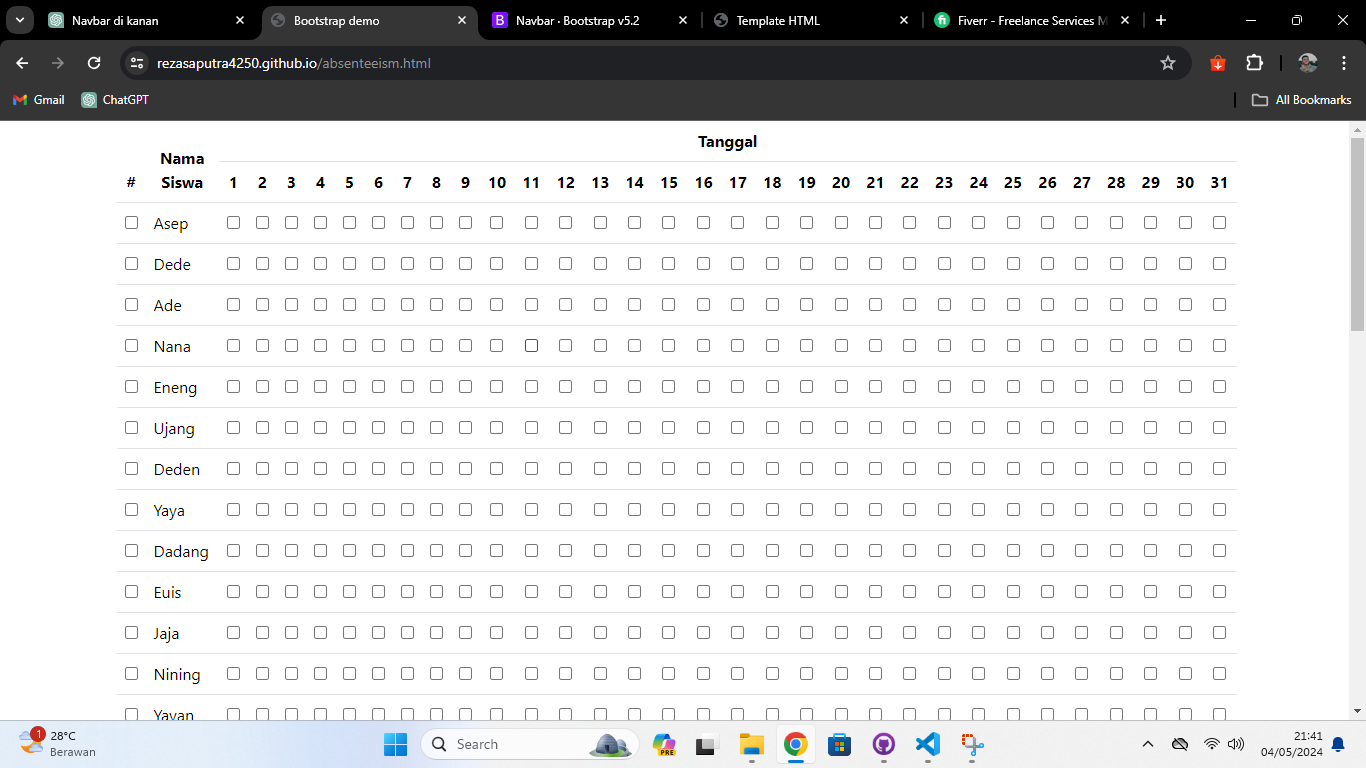 Navbar di kanan
Bootstrap demo
Navbar · Bootstrap v5.2
Template HTML
Fiverr - Freelance Services M
rezasaputra4250.github.io/absenteeism.html
Gmail
ChatGPT
All Bookmarks
Tanggal
# Nama Siswa 1 2 3 4 5 6 7 8 9 10 11 12 13 14 15 16 17 18 19 20 21 22 23 24 25 26 27 28 29 30 31
Asep
Dede
Ade
Nana
Eneng
Ujang
Deden
Yaya
Dadang
Euis
Jaja
Nining
Yayan
1
28°C
Berawan
Search
PRE
21:41
04/05/2024